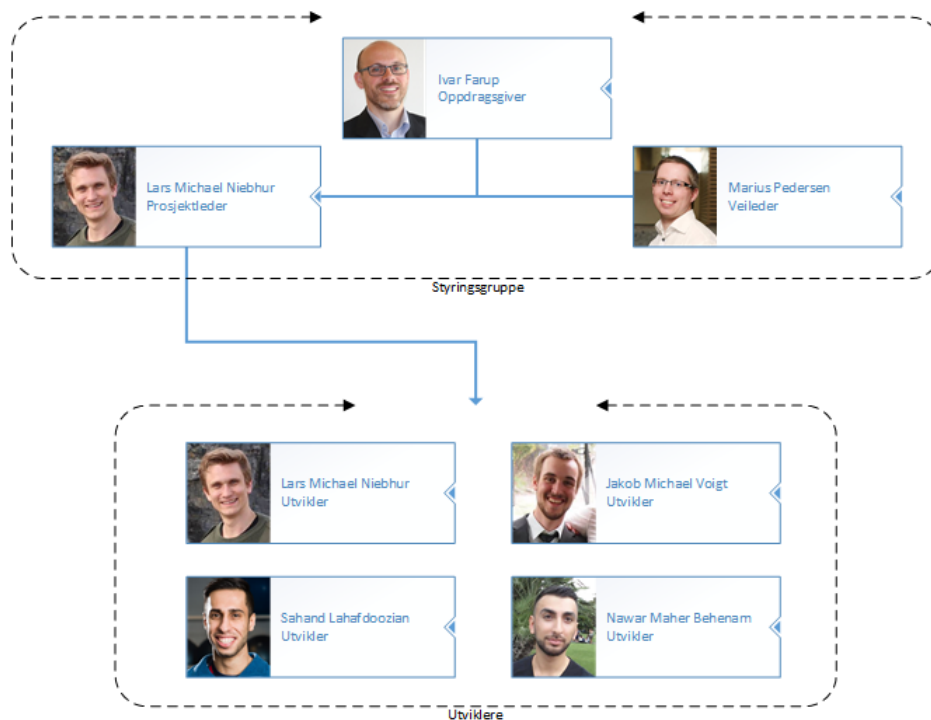 Ivar Farup
Oppdragsgiver
Lars Michael Niebhur
Prosjektleder
Marius Pedersen
Veileder
Styringsgruppe
Lars Michael Niebhur
Utvikler
Jakob Michael Voigt
Utvikler
Sahand Lahafdoozian
Utvikler
Nawar Maher Behenam
Utvikler
Utviklere